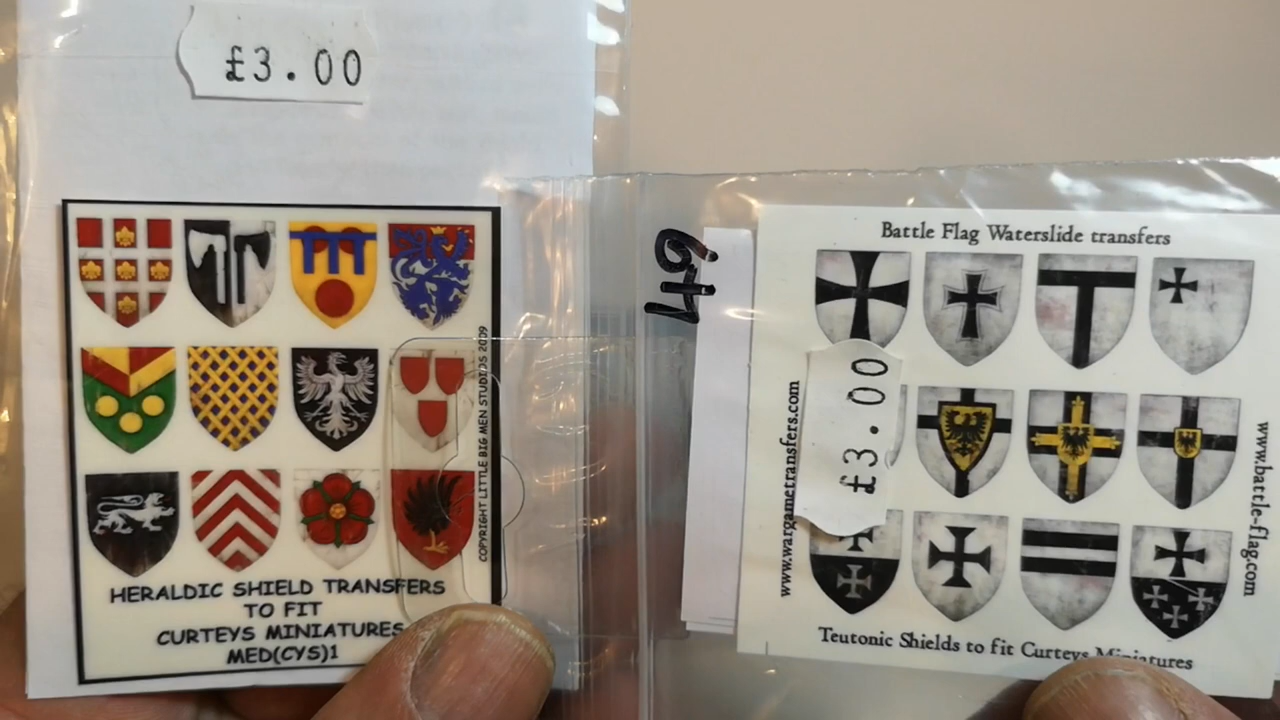 £3.00
COPYRIGHT LITTLE BIG MEN STUDIOS 2009
HERALDIC SHIELD TRANSFERS
TO FIT
CURTEYS MINIATURES
MED(CYS)1
Battle Flag Waterslide transfers
£3.00
www.wargametransfers.com
www.battle-flag.com
Teutonic Shields to fit Curteys Miniatures